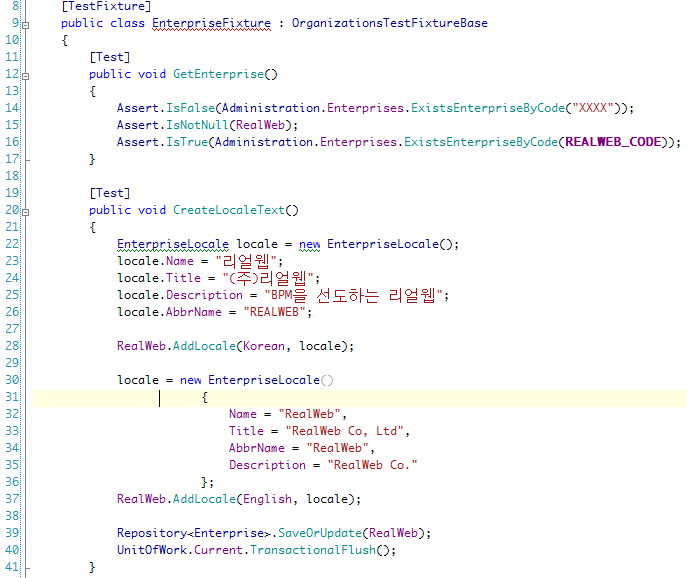 8 [TestFixture]
9 public class EnterpriseFixture : OrganizationsTestFixtureBase
10 {
11 [Test]
12 public void GetEnterprise()
13 {
14 Assert.IsFalse(Administration.Enterprises.ExistsEnterpriseByCode("XXXX"));
15 Assert.IsNotNull(RealWeb);
16 Assert.IsTrue(Administration.Enterprises.ExistsEnterpriseByCode(REALWEB_CODE));
17 }
18
19 [Test]
20 public void CreateLocaleText()
21 {
22 EnterpriseLocale locale = new EnterpriseLocale();
23 locale.Name = "리얼웹";
24 locale.Title = "(주)리얼웹";
25 locale.Description = "BPM을 선도하는 리얼웹";
26 locale.AbbrName = "REALWEB";
27
28 RealWeb.AddLocale(Korean, locale);
29
30 locale = new EnterpriseLocale()
31 {
32 Name = "RealWeb",
33 Title = "RealWeb Co, Ltd",
34 AbbrName = "RealWeb",
35 Description = "RealWeb Co."
36 };
37 RealWeb.AddLocale(English, locale);
38
39 Repository<Enterprise>.SaveOrUpdate(RealWeb);
40 UnitOfWork.Current.TransactionalFlush();
41 }